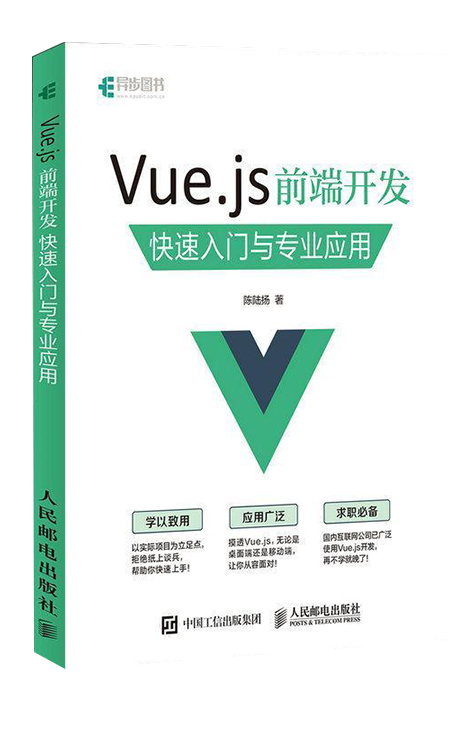 异步图书
www.epubit.com.cn
Vue.js 前端开发
快速入门与专业应用
陈陆扬 著
学以致用
以实际项目为立足点，
拒绝纸上谈兵，
帮助你快速上手！
应用广泛
摸透Vue.js，无论是
桌面端还是移动端，
让你从容面对！
求职必备
国内互联网公司已广泛
使用Vue.js开发，
再不学就晚了！
中国工信出版集团
人民邮电出版社
POSTS & TELECOM PRESS
Vue.js 前端开发 快速入门与专业应用
人民邮电出版社